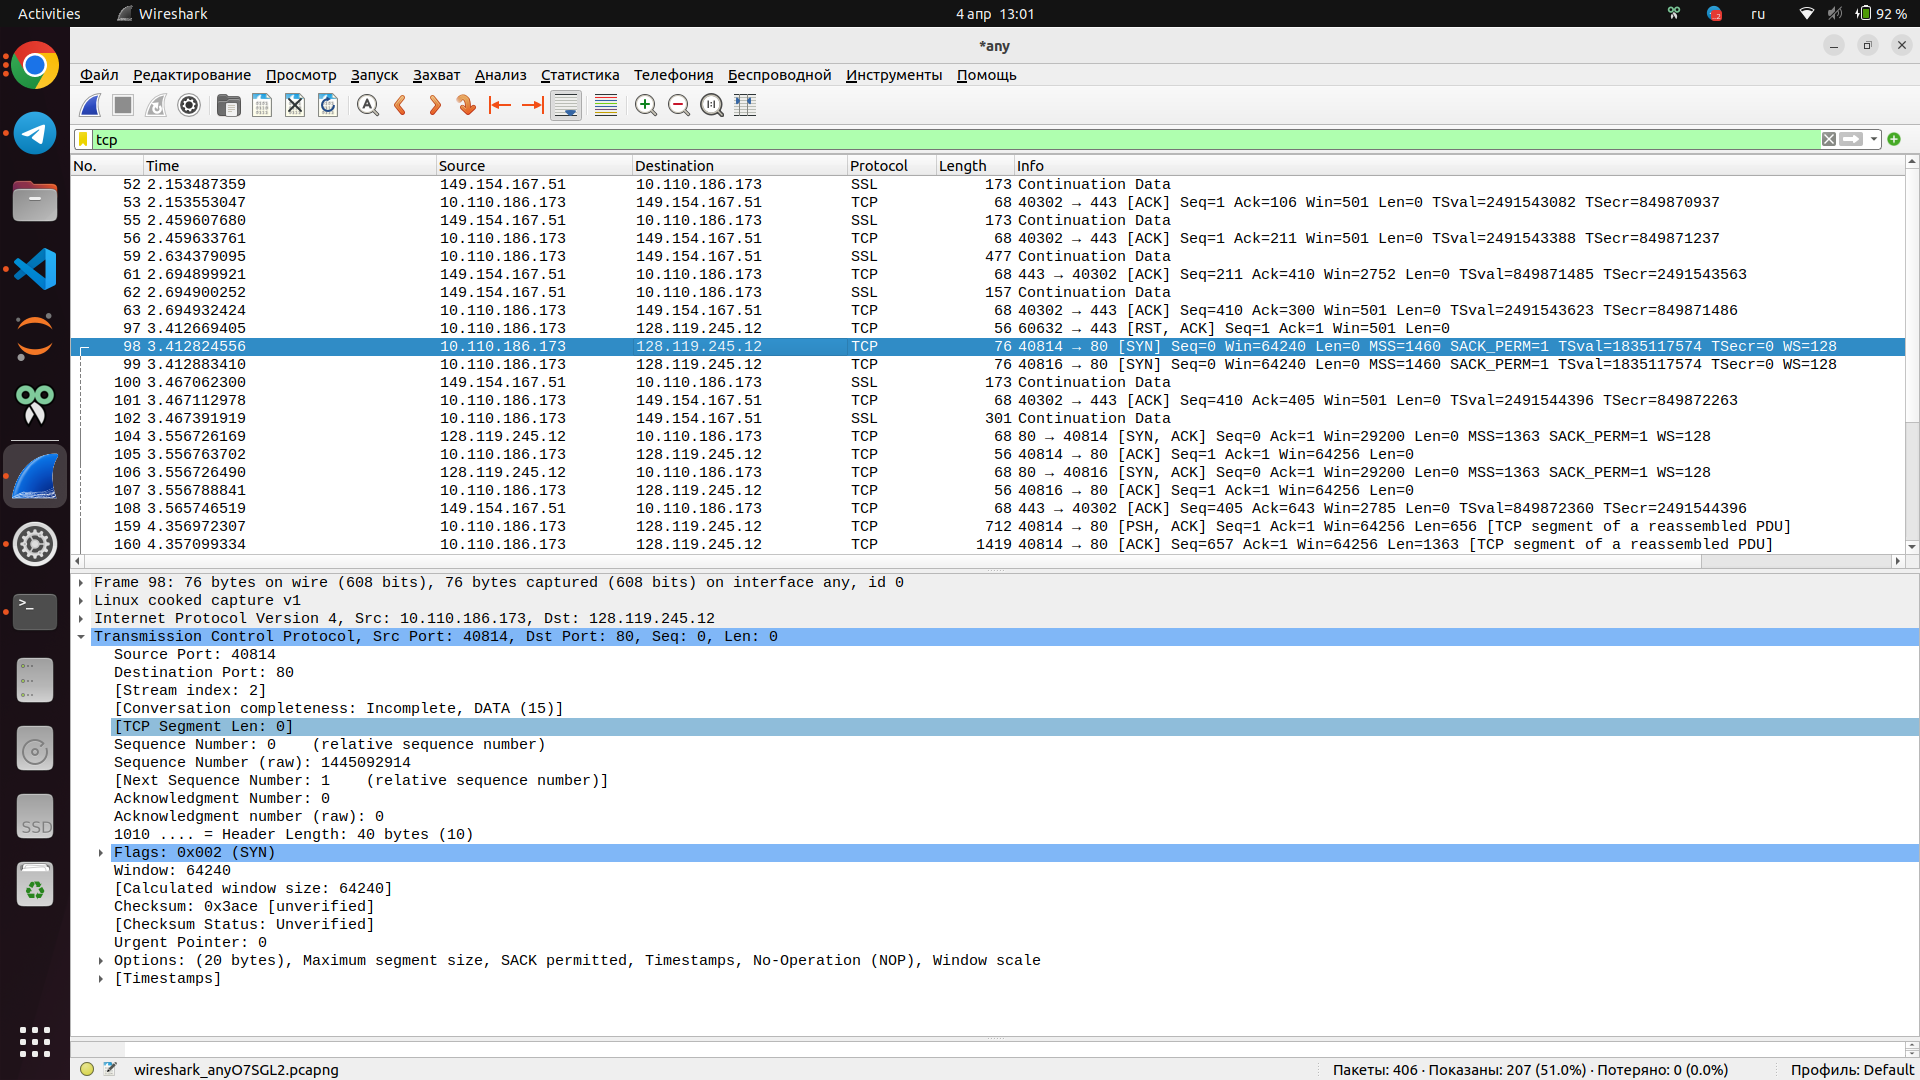 Activities Wireshark 4 апр 13:01 ru 92 %
*any
Файл Редактирование Просмотр Запуск Захват Анализ Статистика Телефония Беспроводной Инструменты Помощь
tcp
No. Time Source Destination Protocol Length Info
52 2.153487359 149.154.167.51 10.110.186.173 SSL 173 Continuation Data
53 2.153553047 10.110.186.173 149.154.167.51 TCP 68 40302 → 443 [ACK] Seq=1 Ack=106 Win=501 Len=0 TSval=2491543082 TSecr=849870937
55 2.459607680 149.154.167.51 10.110.186.173 SSL 173 Continuation Data
56 2.459633761 10.110.186.173 149.154.167.51 TCP 68 40302 → 443 [ACK] Seq=1 Ack=211 Win=501 Len=0 TSval=2491543388 TSecr=849871237
59 2.634379095 10.110.186.173 149.154.167.51 SSL 477 Continuation Data
61 2.694899921 149.154.167.51 10.110.186.173 TCP 68 443 → 40302 [ACK] Seq=211 Ack=410 Win=2752 Len=0 TSval=849871485 TSecr=2491543563
62 2.694900252 149.154.167.51 10.110.186.173 SSL 157 Continuation Data
63 2.694932424 10.110.186.173 149.154.167.51 TCP 68 40302 → 443 [ACK] Seq=410 Ack=300 Win=501 Len=0 TSval=2491543623 TSecr=849871486
97 3.412669405 10.110.186.173 128.119.245.12 TCP 56 60632 → 443 [RST, ACK] Seq=1 Ack=1 Win=501 Len=0
98 3.412824556 10.110.186.173 128.119.245.12 TCP 76 40814 → 80 [SYN] Seq=0 Win=64240 Len=0 MSS=1460 SACK_PERM=1 TSval=1835117574 TSecr=0 WS=128
99 3.412883410 10.110.186.173 128.119.245.12 TCP 76 40816 → 80 [SYN] Seq=0 Win=64240 Len=0 MSS=1460 SACK_PERM=1 TSval=1835117574 TSecr=0 WS=128
100 3.467062300 149.154.167.51 10.110.186.173 SSL 173 Continuation Data
101 3.467112978 10.110.186.173 149.154.167.51 TCP 68 40302 → 443 [ACK] Seq=410 Ack=405 Win=501 Len=0 TSval=2491544396 TSecr=849872263
102 3.467391919 10.110.186.173 149.154.167.51 SSL 301 Continuation Data
104 3.556726169 128.119.245.12 10.110.186.173 TCP 68 80 → 40814 [SYN, ACK] Seq=0 Ack=1 Win=29200 Len=0 MSS=1363 SACK_PERM=1 WS=128
105 3.556763702 10.110.186.173 128.119.245.12 TCP 56 40814 → 80 [ACK] Seq=1 Ack=1 Win=64256 Len=0
106 3.556726490 128.119.245.12 10.110.186.173 TCP 68 80 → 40816 [SYN, ACK] Seq=0 Ack=1 Win=29200 Len=0 MSS=1363 SACK_PERM=1 WS=128
107 3.556788841 10.110.186.173 128.119.245.12 TCP 56 40816 → 80 [ACK] Seq=1 Ack=1 Win=64256 Len=0
108 3.565746519 149.154.167.51 10.110.186.173 TCP 68 443 → 40302 [ACK] Seq=405 Ack=643 Win=2785 Len=0 TSval=849872360 TSecr=2491544396
159 4.356972307 10.110.186.173 128.119.245.12 TCP 712 40814 → 80 [PSH, ACK] Seq=1 Ack=1 Win=64256 Len=656 [TCP segment of a reassembled PDU]
160 4.357099334 10.110.186.173 128.119.245.12 TCP 1419 40814 → 80 [ACK] Seq=657 Ack=1 Win=64256 Len=1363 [TCP segment of a reassembled PDU]
Frame 98: 76 bytes on wire (608 bits), 76 bytes captured (608 bits) on interface any, id 0
Linux cooked capture v1
Internet Protocol Version 4, Src: 10.110.186.173, Dst: 128.119.245.12
Transmission Control Protocol, Src Port: 40814, Dst Port: 80, Seq: 0, Len: 0
Source Port: 40814
Destination Port: 80
[Stream index: 2]
[Conversation completeness: Incomplete, DATA (15)]
[TCP Segment Len: 0]
Sequence Number: 0 (relative sequence number)
Sequence Number (raw): 1445092914
[Next Sequence Number: 1 (relative sequence number)]
Acknowledgment Number: 0
Acknowledgment number (raw): 0
1010 .... = Header Length: 40 bytes (10)
Flags: 0x002 (SYN)
Window: 64240
[Calculated window size: 64240]
Checksum: 0x3ace [unverified]
[Checksum Status: Unverified]
Urgent Pointer: 0
Options: (20 bytes), Maximum segment size, SACK permitted, Timestamps, No-Operation (NOP), Window scale
[Timestamps]
SSD
wireshark_anyO7SGL2.pcapng Пакеты: 406 · Показаны: 207 (51.0%) · Потеряно: 0 (0.0%) Профиль: Default